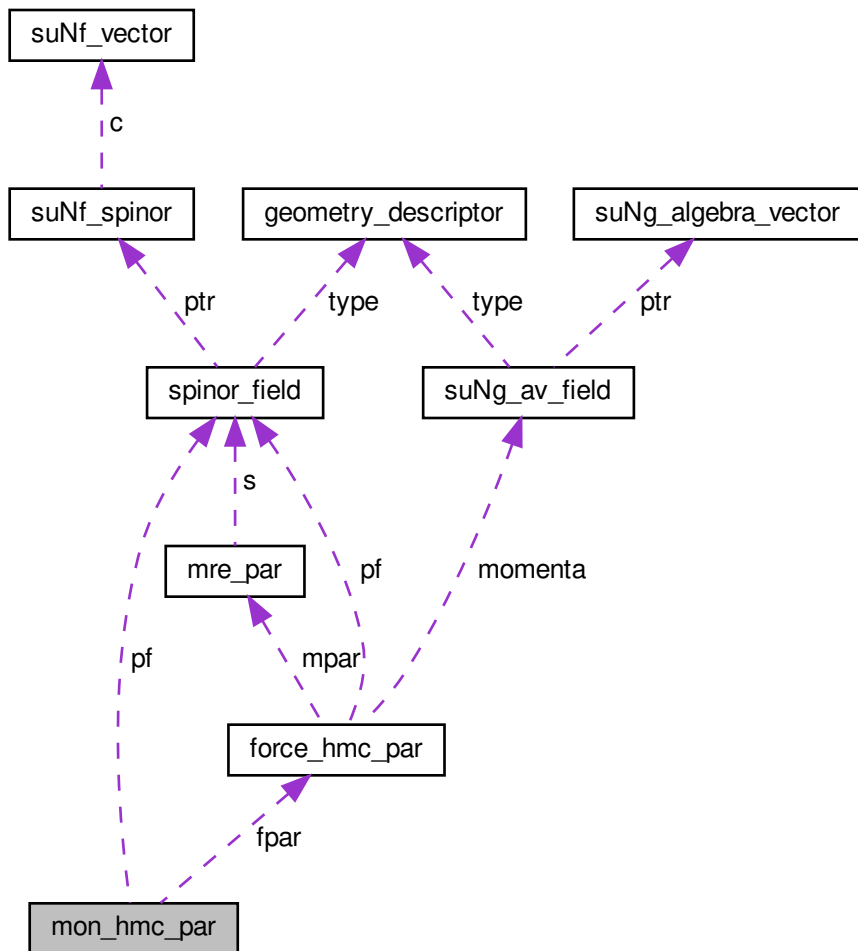 suNf_vector
c
suNf_spinor
geometry_descriptor
suNg_algebra_vector
ptr
type
type
ptr
spinor_field
suNg_av_field
s
mre_par
pf
momenta
pf
mpar
force_hmc_par
fpar
mon_hmc_par